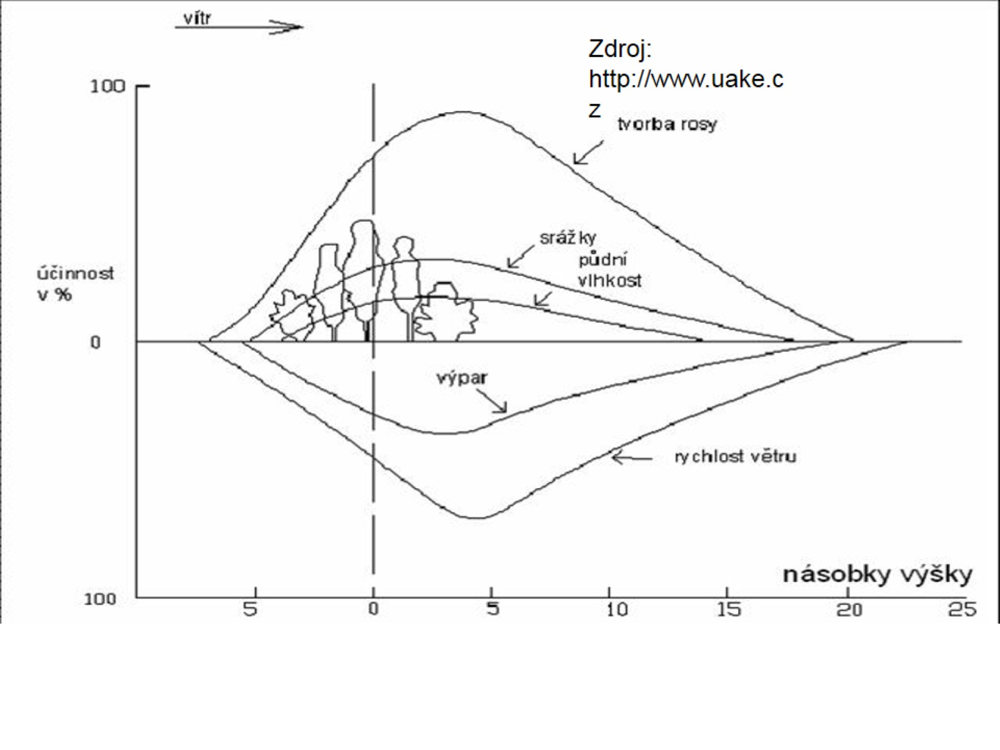 vítr
Zdroj:
http://www.uake.c
z
100
tvorba rosy
srážky
půdní
vlhkost
účinnost
v %
0
výpar
rychlost větru
násobky výšky
100
5 0 5 10 15 20 25